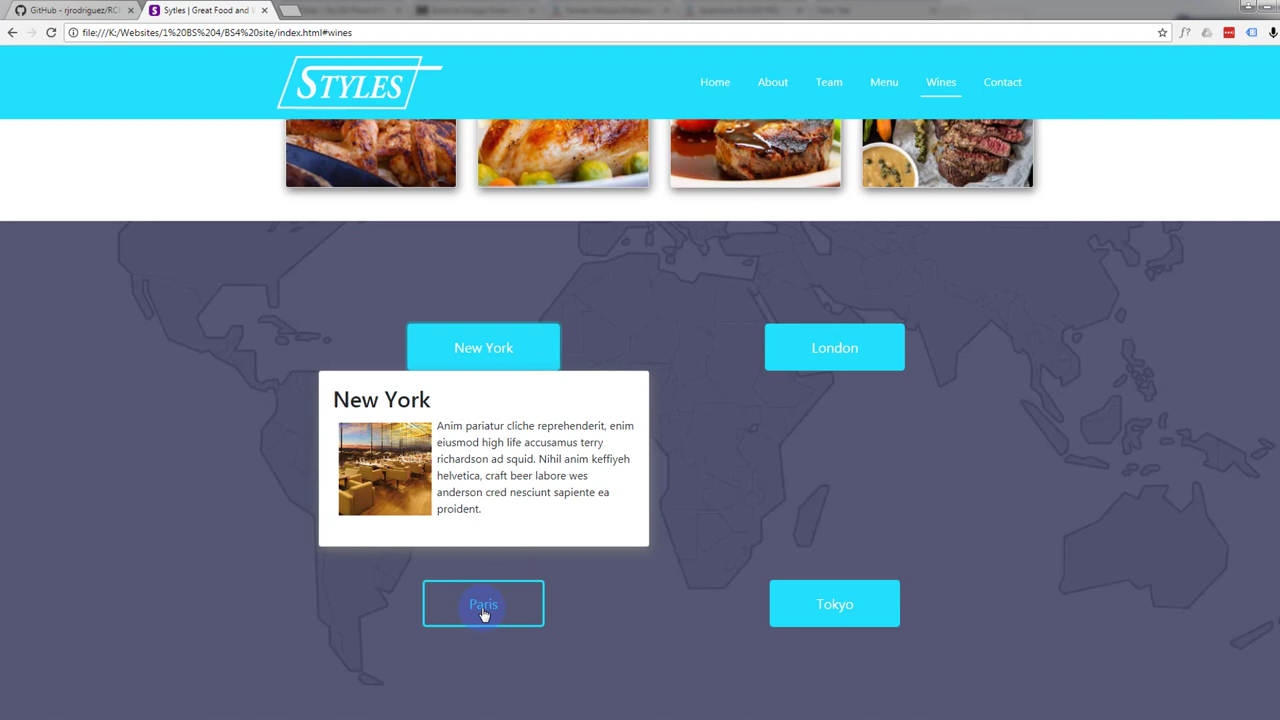 GitHub - rjrodriguez/RC
Sytles | Great Food and
file:///K:/Websites/1%20BS%204/BS4%20site/index.html#wines
STYLES
Home
About
Team
Menu
Wines
Contact
New York
London
New York
Anim pariatur cliche reprehenderit, enim
eiusmod high life accusamus terry
richardson ad squid. Nihil anim keffiyeh
helvetica, craft beer labore wes
anderson cred nesciunt sapiente ea
proident.
Paris
Tokyo